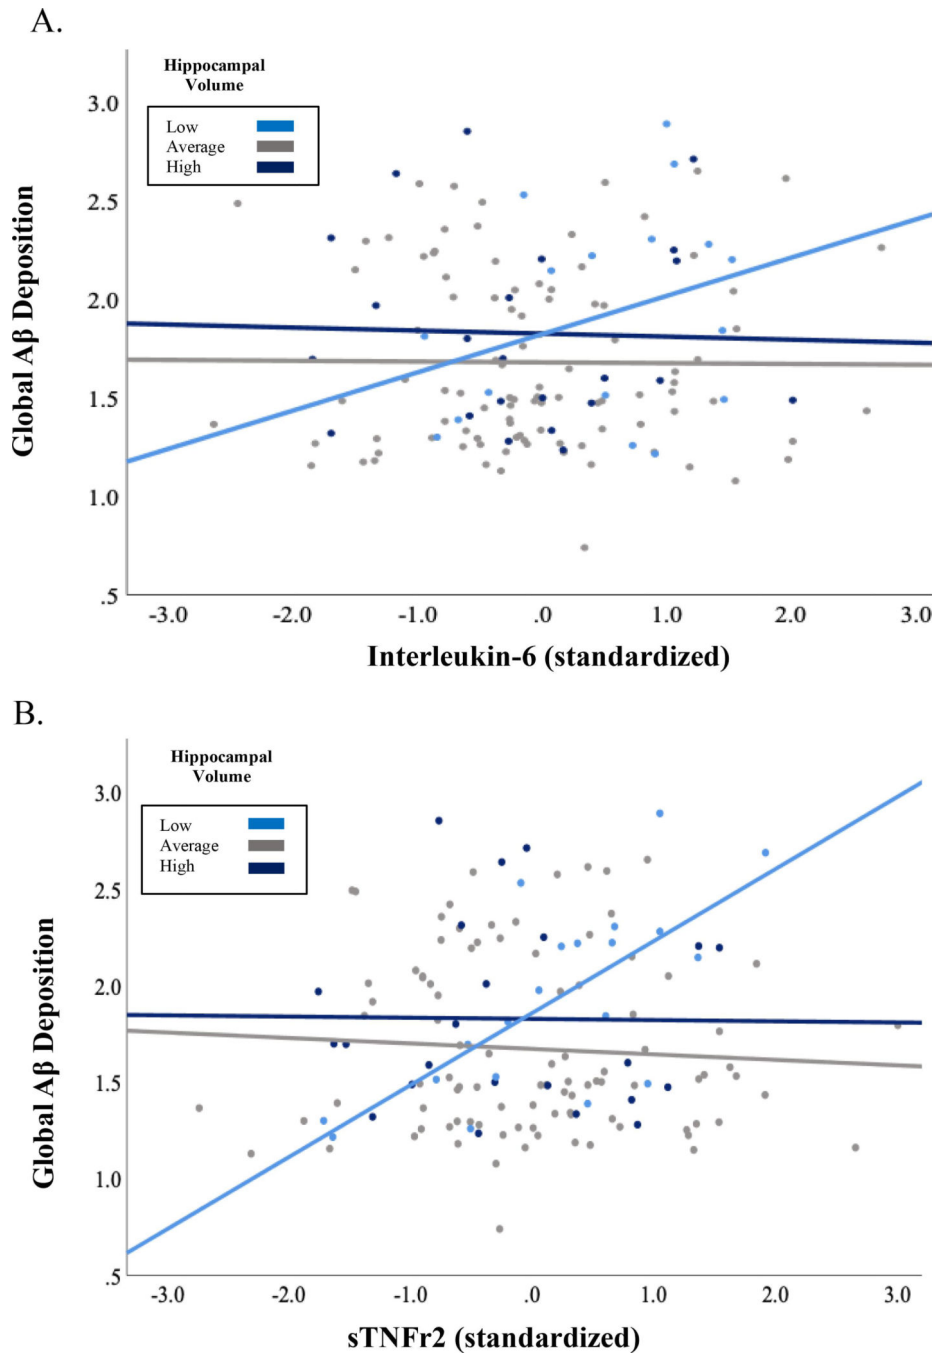 A.
Hippocampal
Volume
Low
Average
High
Global Aβ Deposition
3.0
2.5
2.0
1.5
1.0
.5
-3.0 -2.0 -1.0 .0 1.0 2.0 3.0
Interleukin-6 (standardized)
B.
Hippocampal
Volume
Low
Average
High
Global Aβ Deposition
3.0
2.5
2.0
1.5
1.0
.5
-3.0 -2.0 -1.0 .0 1.0 2.0 3.0
sTNFr2 (standardized)